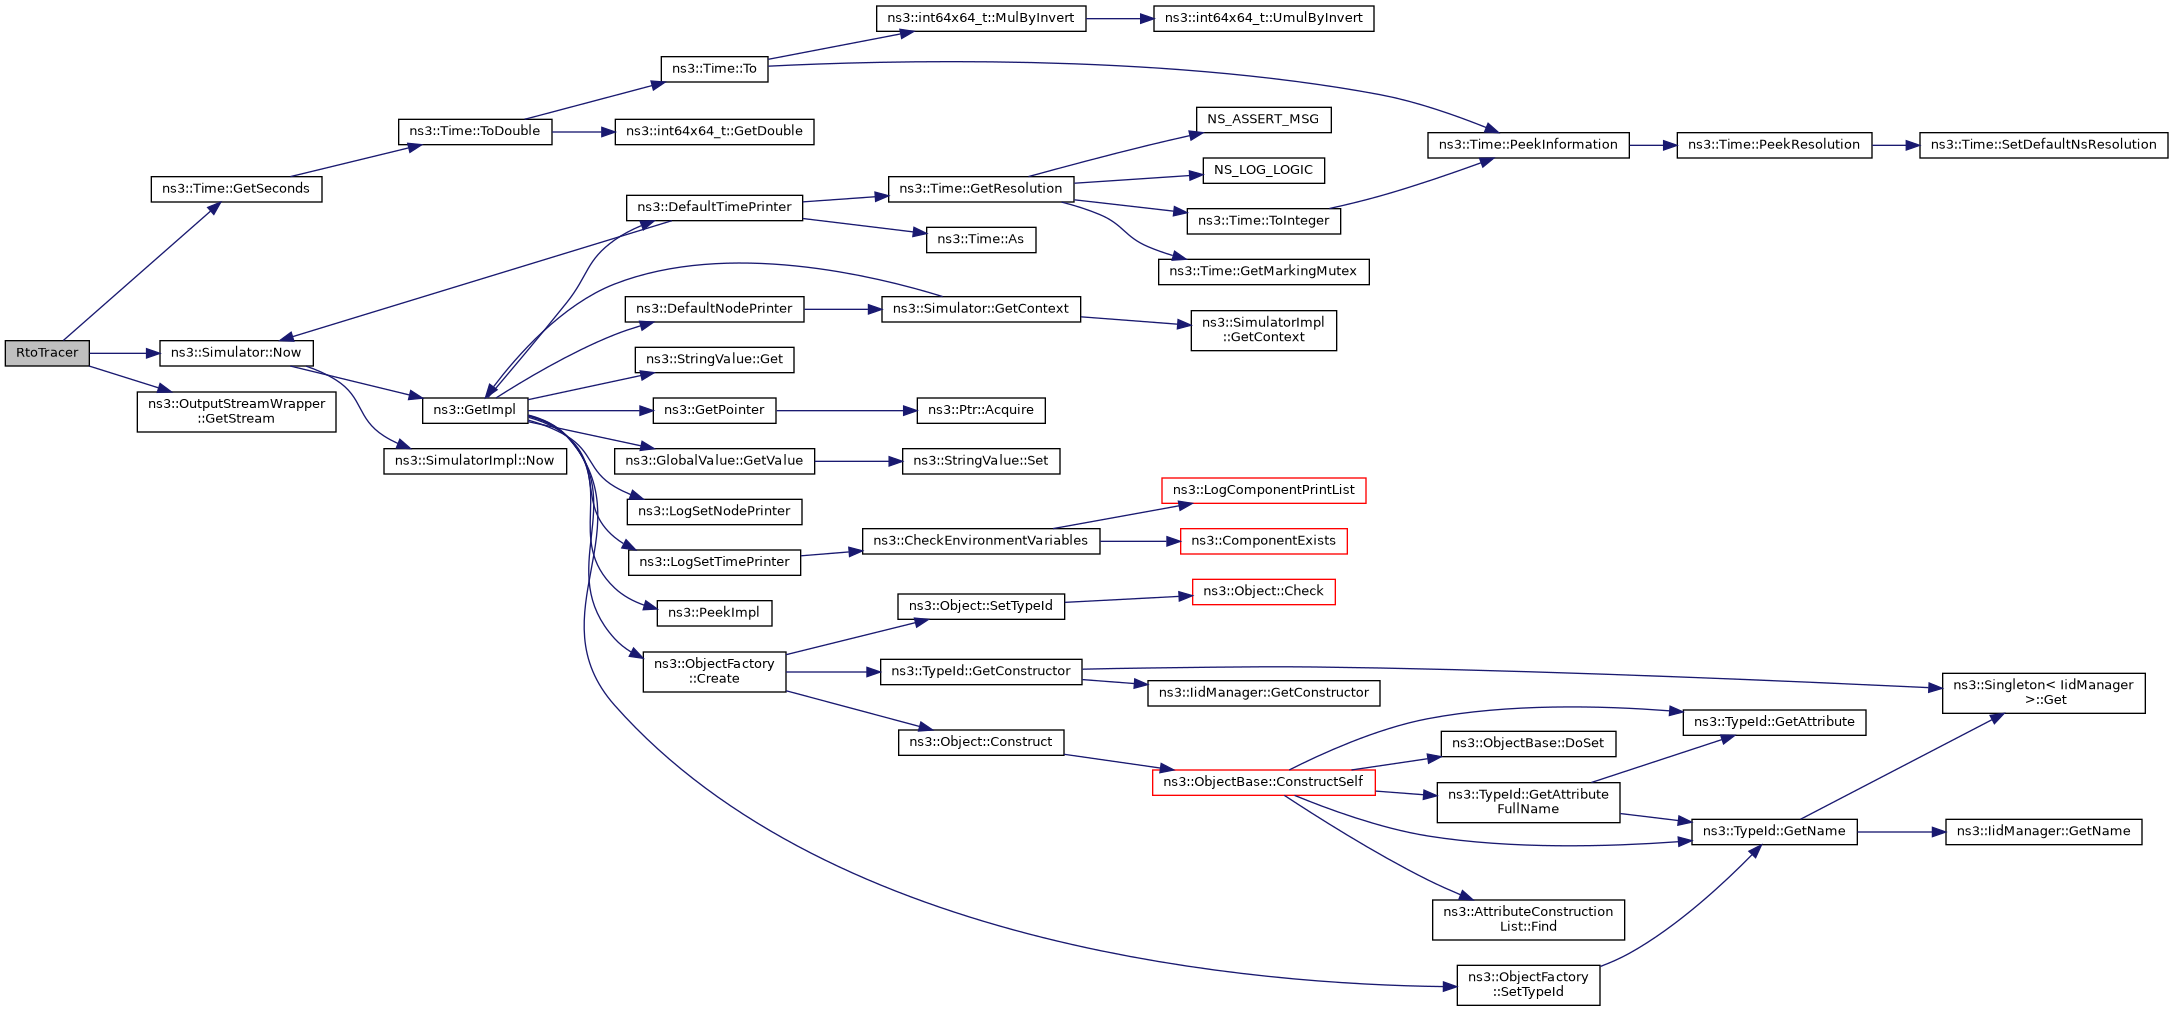 ns3::int64x64_t::MulByInvert
ns3::int64x64_t::UmulByInvert
ns3::Time::To
NS_ASSERT_MSG
ns3::Time::ToDouble
ns3::int64x64_t::GetDouble
ns3::Time::PeekInformation
ns3::Time::PeekResolution
ns3::Time::SetDefaultNsResolution
NS_LOG_LOGIC
ns3::Time::GetSeconds
ns3::Time::GetResolution
ns3::DefaultTimePrinter
ns3::Time::ToInteger
ns3::Time::As
ns3::Time::GetMarkingMutex
ns3::DefaultNodePrinter
ns3::Simulator::GetContext
ns3::SimulatorImpl
::GetContext
RtoTracer
ns3::Simulator::Now
ns3::StringValue::Get
ns3::OutputStreamWrapper
::GetStream
ns3::GetImpl
ns3::GetPointer
ns3::Ptr::Acquire
ns3::SimulatorImpl::Now
ns3::GlobalValue::GetValue
ns3::StringValue::Set
ns3::LogComponentPrintList
ns3::LogSetNodePrinter
ns3::CheckEnvironmentVariables
ns3::ComponentExists
ns3::LogSetTimePrinter
ns3::Object::Check
ns3::Object::SetTypeId
ns3::PeekImpl
ns3::ObjectFactory
::Create
ns3::TypeId::GetConstructor
ns3::IidManager::GetConstructor
ns3::Singleton< IidManager
>::Get
ns3::TypeId::GetAttribute
ns3::Object::Construct
ns3::ObjectBase::DoSet
ns3::ObjectBase::ConstructSelf
ns3::TypeId::GetAttribute
FullName
ns3::TypeId::GetName
ns3::IidManager::GetName
ns3::AttributeConstruction
List::Find
ns3::ObjectFactory
::SetTypeId